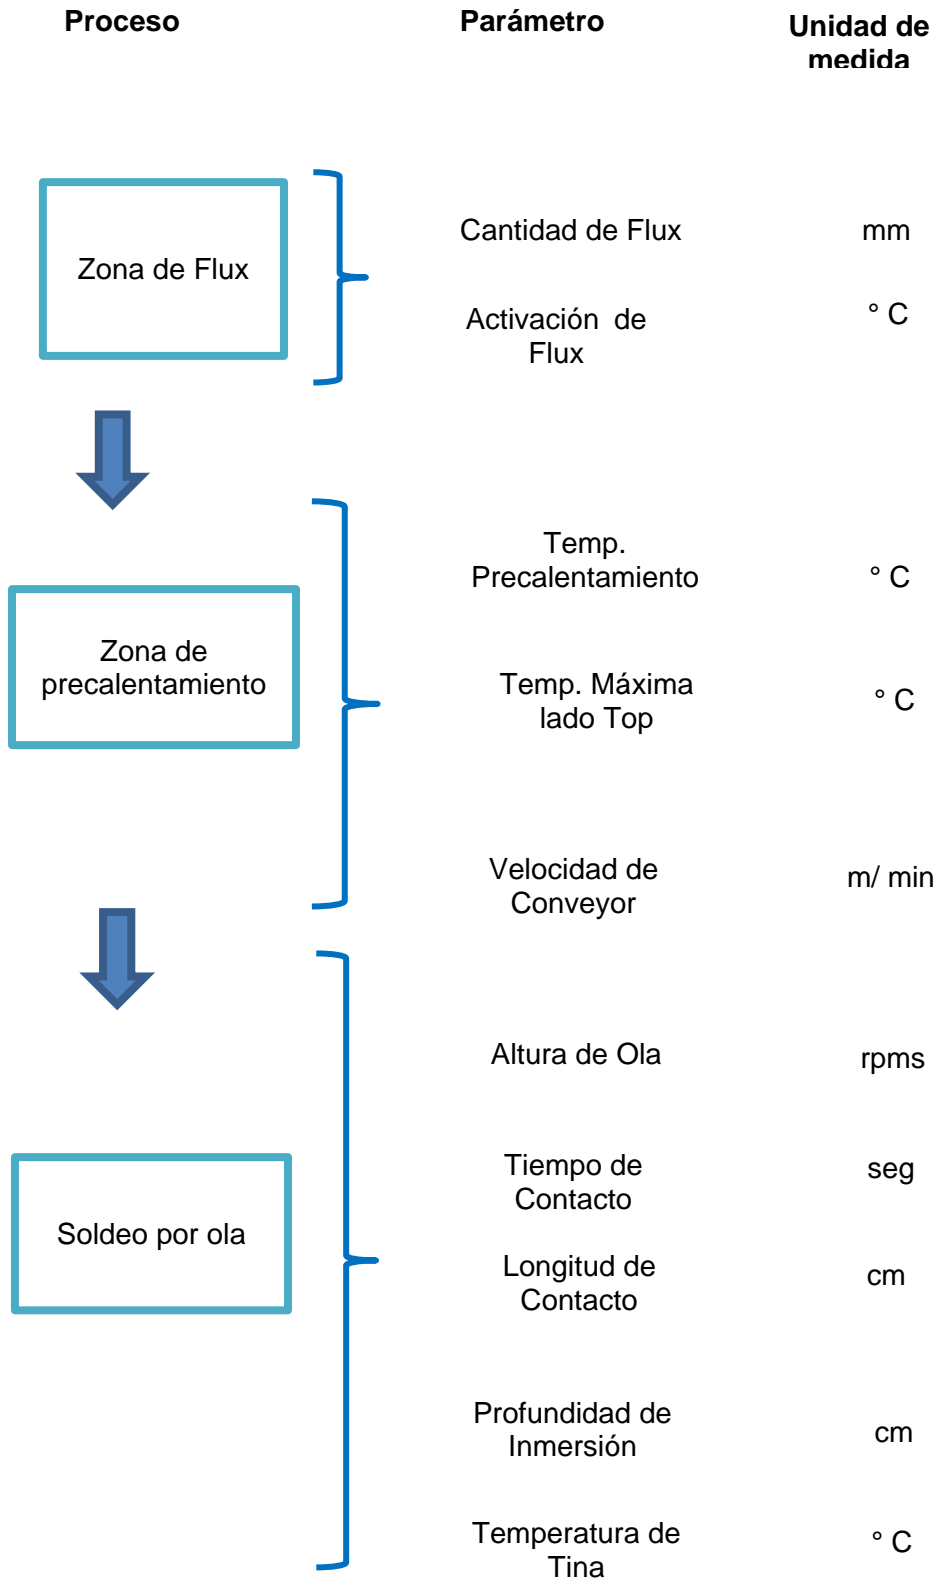 Proceso
Parámetro
Unidad de
medida
Zona de Flux
Cantidad de Flux
mm
Activación de
Flux
° C
Zona de
precalentamiento
Temp.
Precalentamiento
° C
Temp. Máxima
lado Top
° C
Velocidad de
Conveyor
m/ min
Soldeo por ola
Altura de Ola
rpms
Tiempo de
Contacto
seg
Longitud de
Contacto
cm
Profundidad de
Inmersión
cm
Temperatura de
Tina
° C